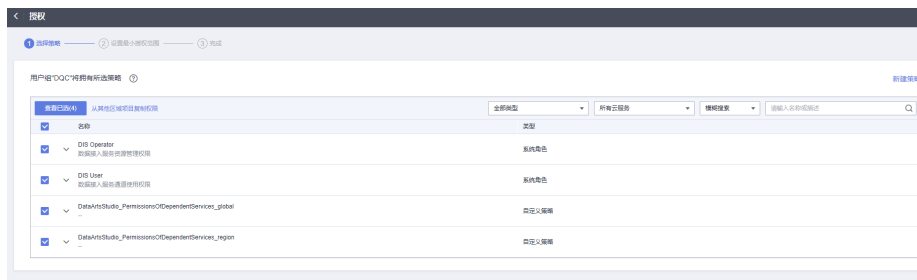 授权
1 选择策略 2 设置最小授权范围 3 完成
用户组“DQC”将拥有所选策略 ?
新建策略
查看已选(4) 从其他区域项目复制权限 全部类型 所有云服务 模糊搜索 请输入名称或描述
名称 类型
DIS Operator 系统角色
数据接入服务资源管理权限
DIS User 系统角色
数据接入服务通道使用权限
DataArtsStudio_PermissionsOfDependentServices_global 自定义策略
--
DataArtsStudio_PermissionsOfDependentServices_region 自定义策略
--